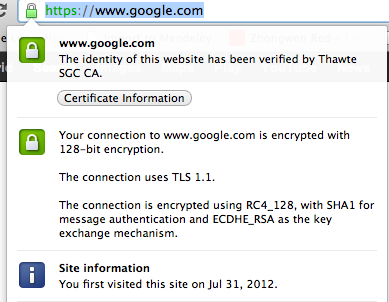 https://www.google.com
www.google.com
The identity of this website has been verified by Thawte
SGC CA.
Certificate Information
Your connection to www.google.com is encrypted with
128-bit encryption.
The connection uses TLS 1.1.
The connection is encrypted using RC4_128, with SHA1 for
message authentication and ECDHE_RSA as the key
exchange mechanism.
Site information
You first visited this site on Jul 31, 2012.